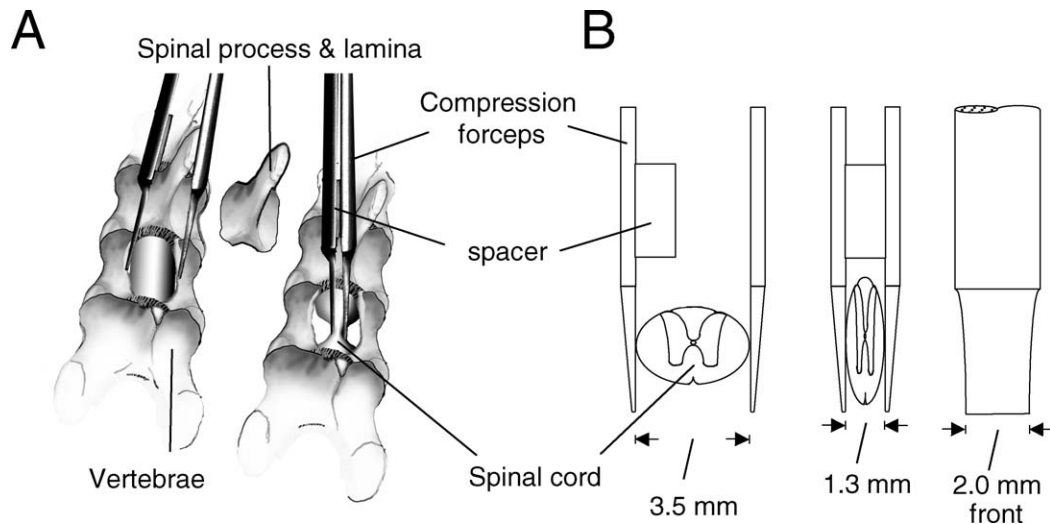 A
B
Spinal process & lamina
Compression
forceps
spacer
Vertebrae
Spinal cord
3.5 mm
1.3 mm
2.0 mm
front